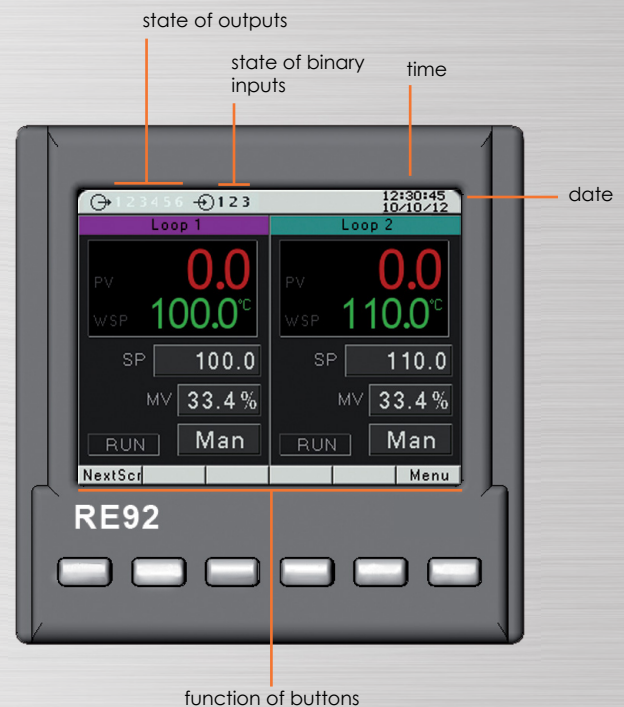 state of outputs
state of binary
inputs
time
date
123456 123 12:30:45
10/10/12
Loop 1 Loop 2
PV 0.0 PV 0.0
WSP 100.0°C WSP 110.0°C
SP 100.0 SP 110.0
MV 33.4% MV 33.4%
RUN Man RUN Man
NextScr Menu
RE92
function of buttons